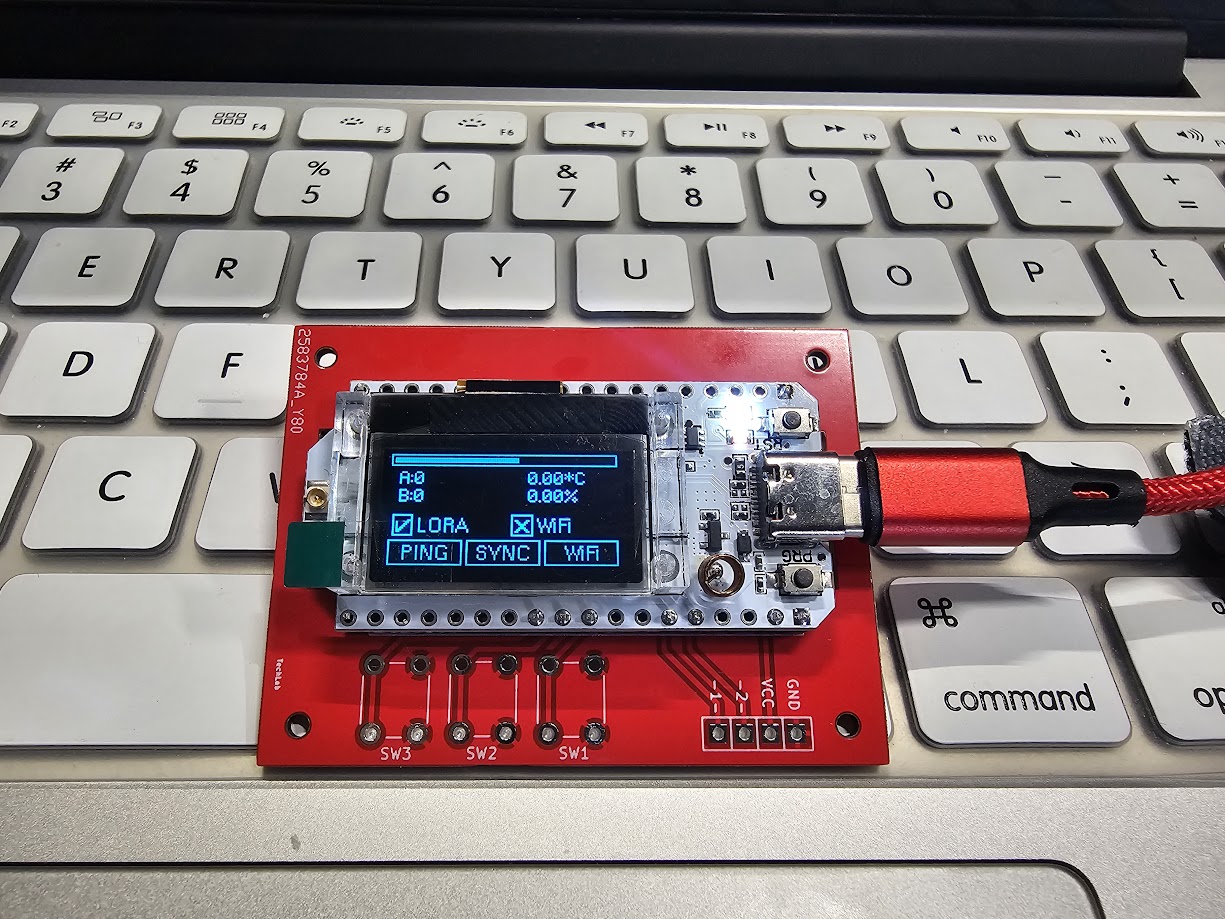 F2 F3 F4 F5 F6 F7 F8 F9 F10 F11
# $ % ^ & * ( ) — +
3 4 5 6 7 8 9 0 - =
E R T Y U I O P { [
D F L : ;
C
command
2583784A_Y80
A:0 0.00*C
B:0 0.00%
LORA WiFi
PING SYNC WiFi
RST
PRG
TechLab
SW3 SW2 SW1
-1- -2- VCC GND